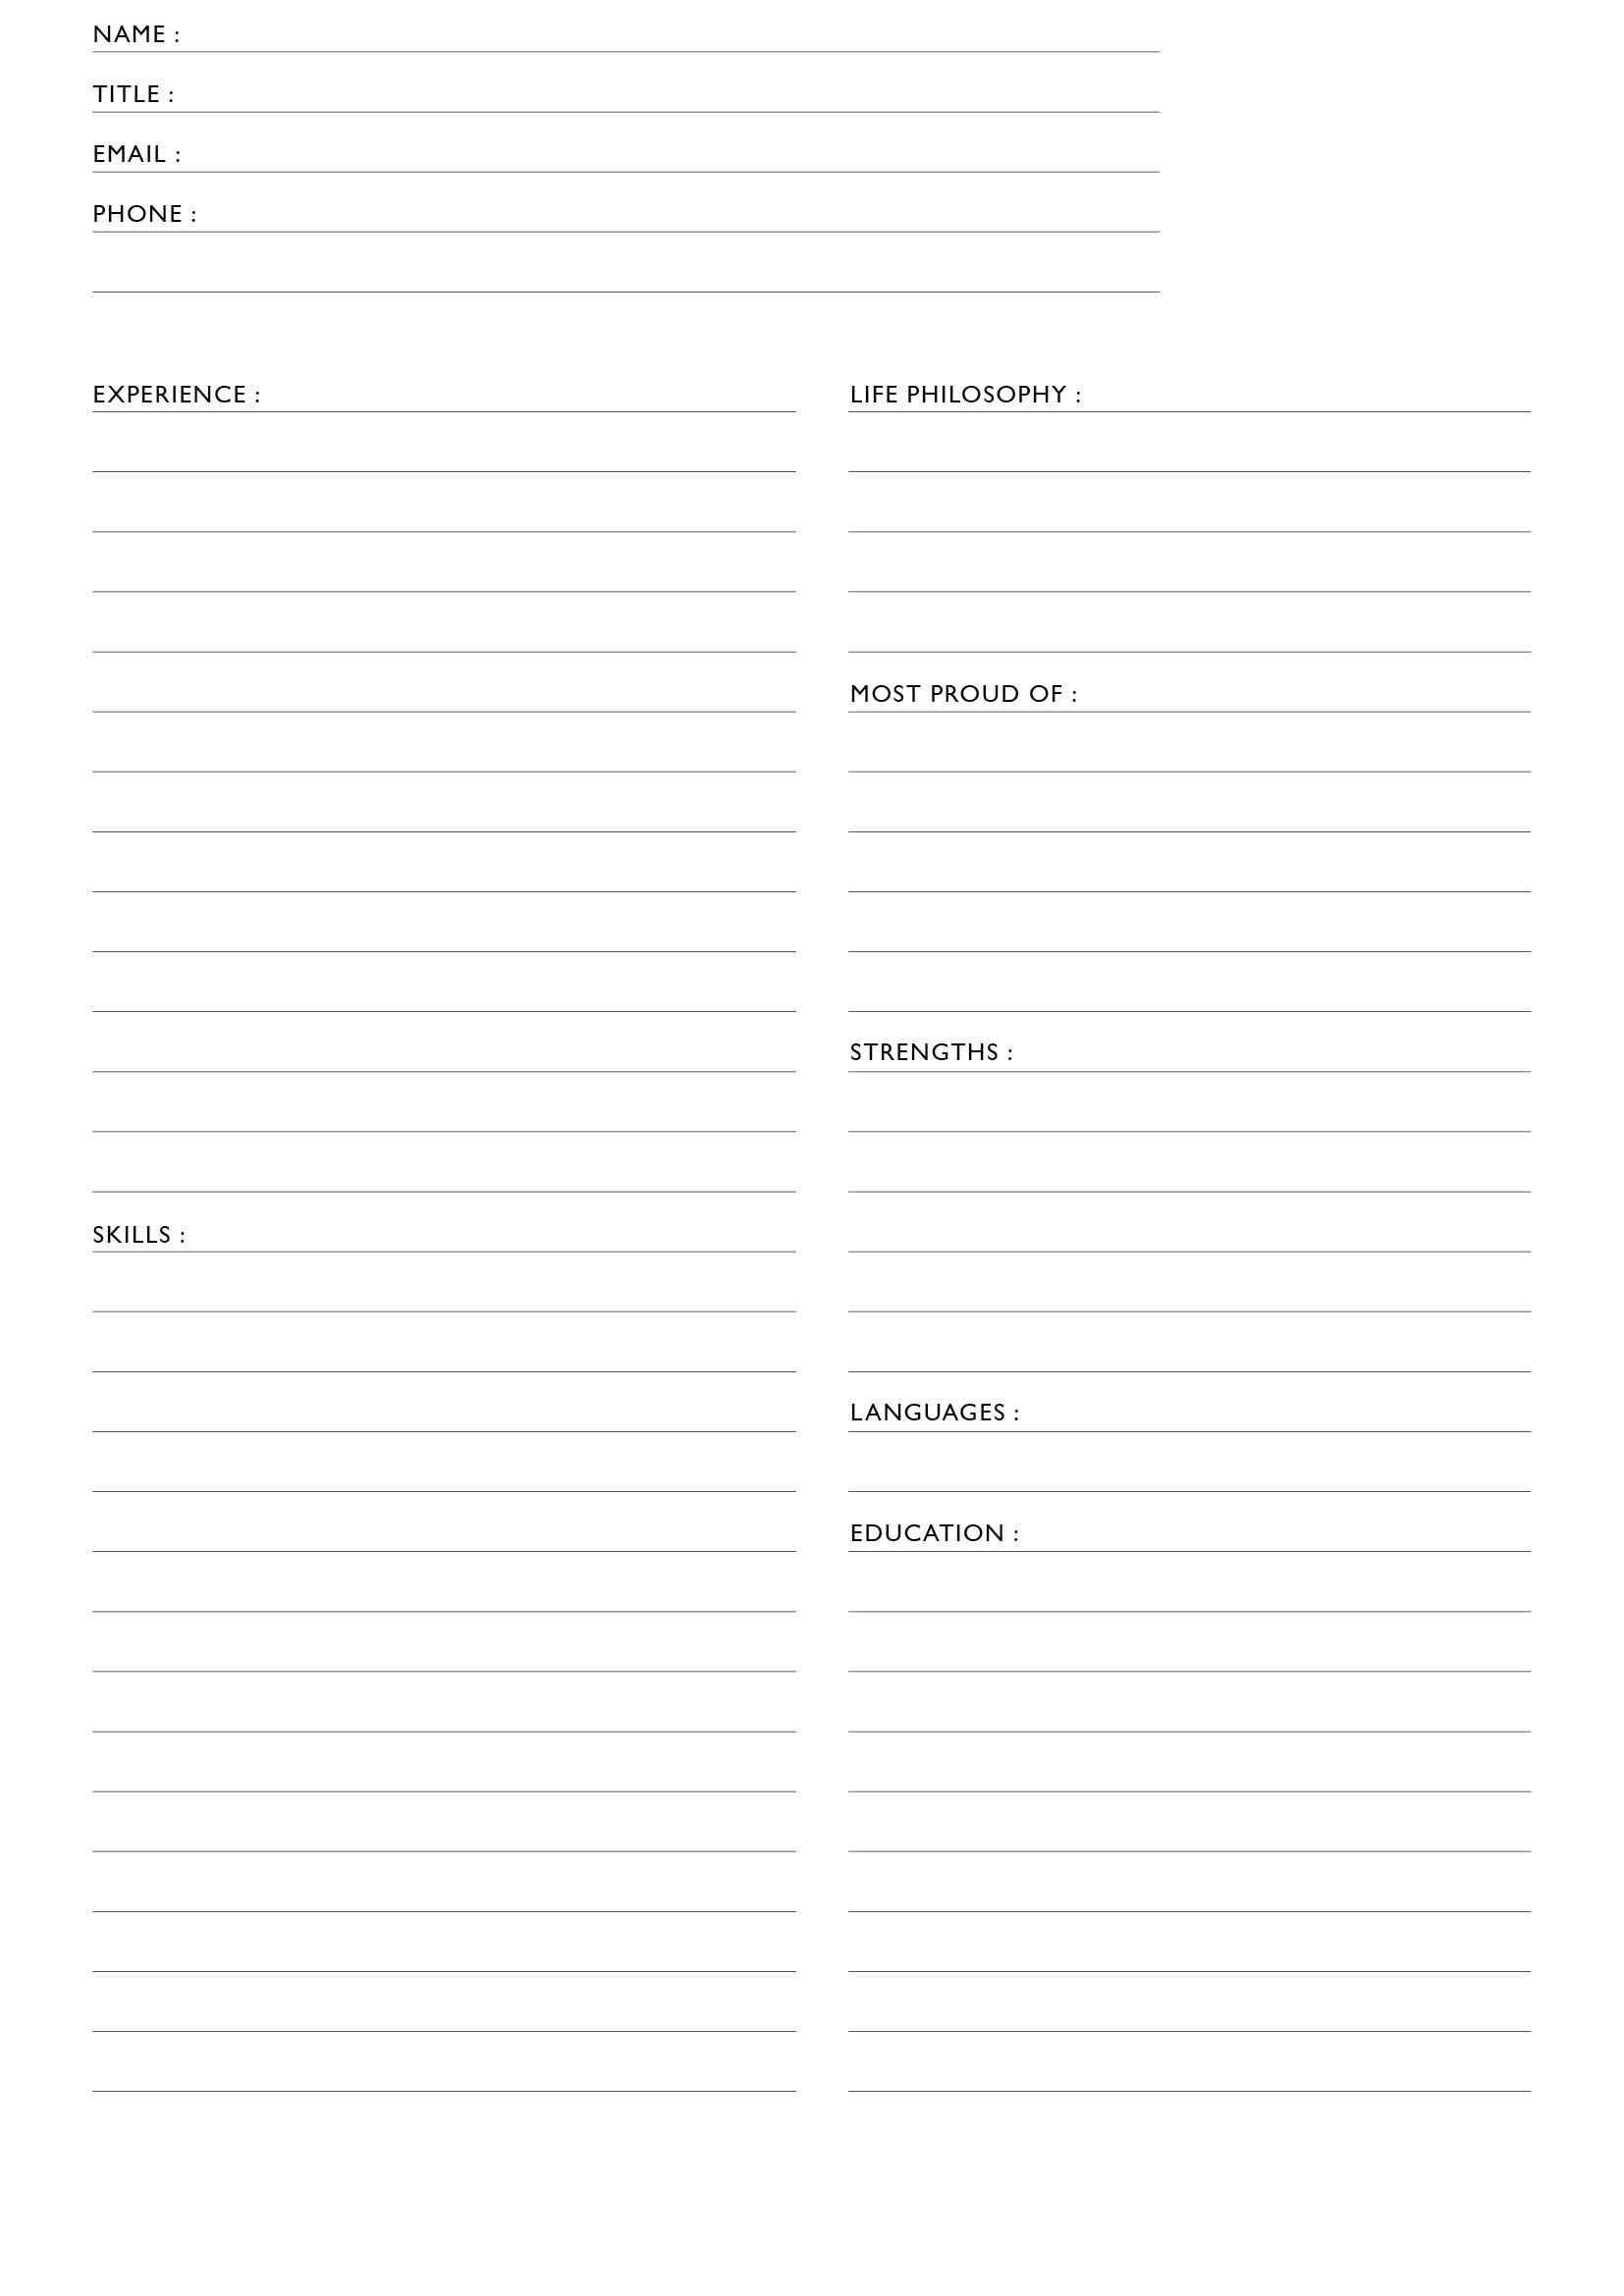 NAME :
TITLE :
EMAIL :
PHONE :
EXPERIENCE :
SKILLS :
LIFE PHILOSOPHY :
MOST PROUD OF :
STRENGTHS :
LANGUAGES :
EDUCATION :